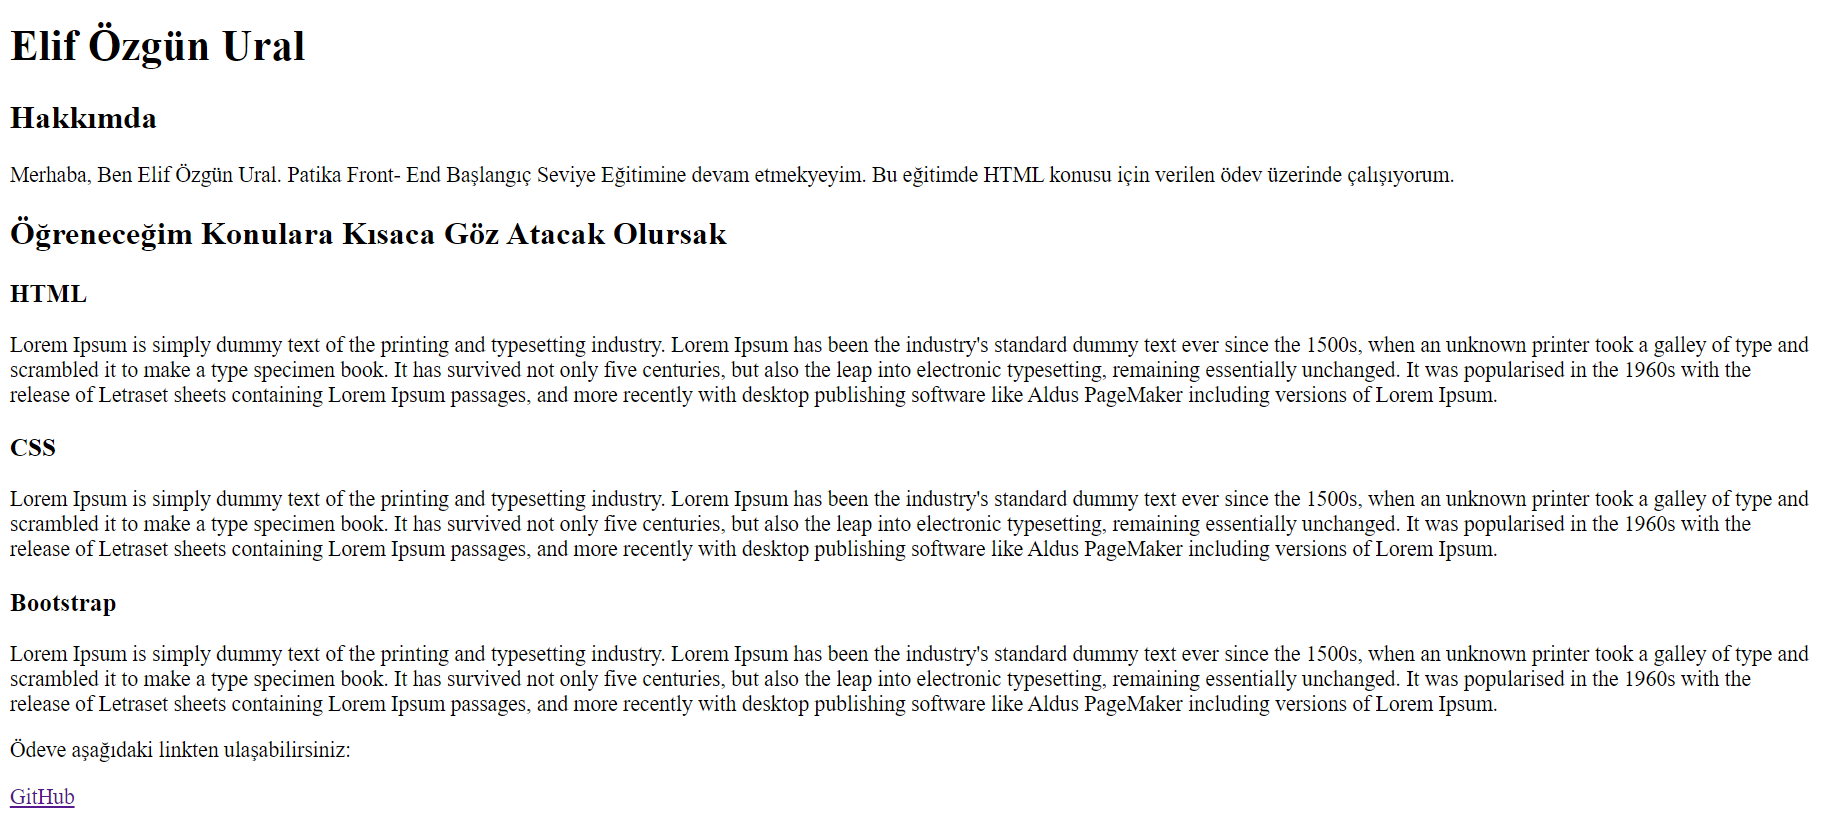 Elif Özgün Ural
Hakkımda
Merhaba, Ben Elif Özgün Ural. Patika Front- End Başlangıç Seviye Eğitimine devam etmekyeyim. Bu eğitimde HTML konusu için verilen ödev üzerinde çalışıyorum.
Öğreneceğim Konulara Kısaca Göz Atacak Olursak
HTML
Lorem Ipsum is simply dummy text of the printing and typesetting industry. Lorem Ipsum has been the industry's standard dummy text ever since the 1500s, when an unknown printer took a galley of type and
scrambled it to make a type specimen book. It has survived not only five centuries, but also the leap into electronic typesetting, remaining essentially unchanged. It was popularised in the 1960s with the
release of Letraset sheets containing Lorem Ipsum passages, and more recently with desktop publishing software like Aldus PageMaker including versions of Lorem Ipsum.
CSS
Lorem Ipsum is simply dummy text of the printing and typesetting industry. Lorem Ipsum has been the industry's standard dummy text ever since the 1500s, when an unknown printer took a galley of type and
scrambled it to make a type specimen book. It has survived not only five centuries, but also the leap into electronic typesetting, remaining essentially unchanged. It was popularised in the 1960s with the
release of Letraset sheets containing Lorem Ipsum passages, and more recently with desktop publishing software like Aldus PageMaker including versions of Lorem Ipsum.
Bootstrap
Lorem Ipsum is simply dummy text of the printing and typesetting industry. Lorem Ipsum has been the industry's standard dummy text ever since the 1500s, when an unknown printer took a galley of type and
scrambled it to make a type specimen book. It has survived not only five centuries, but also the leap into electronic typesetting, remaining essentially unchanged. It was popularised in the 1960s with the
release of Letraset sheets containing Lorem Ipsum passages, and more recently with desktop publishing software like Aldus PageMaker including versions of Lorem Ipsum.
Ödeve aşağıdaki linkten ulaşabilirsiniz:
GitHub